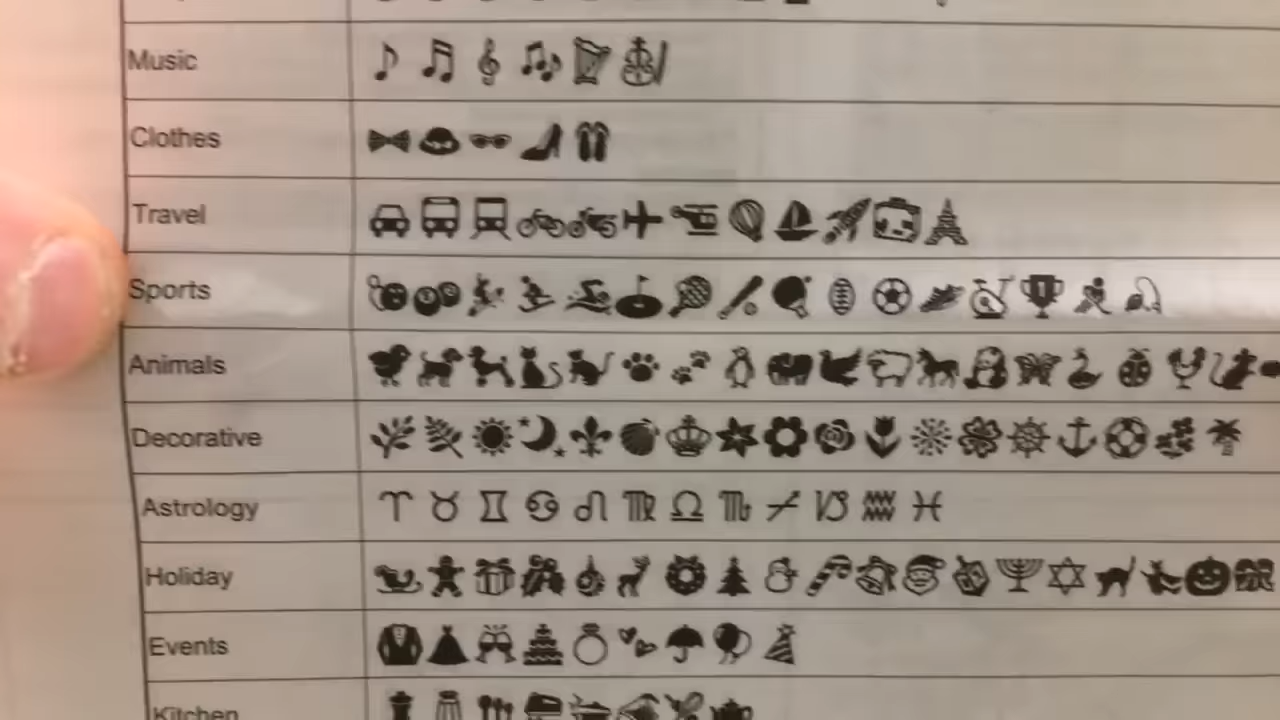 Music
Clothes
Travel
Sports
Animals
Decorative
Astrology
Holiday
Events
Kitchen